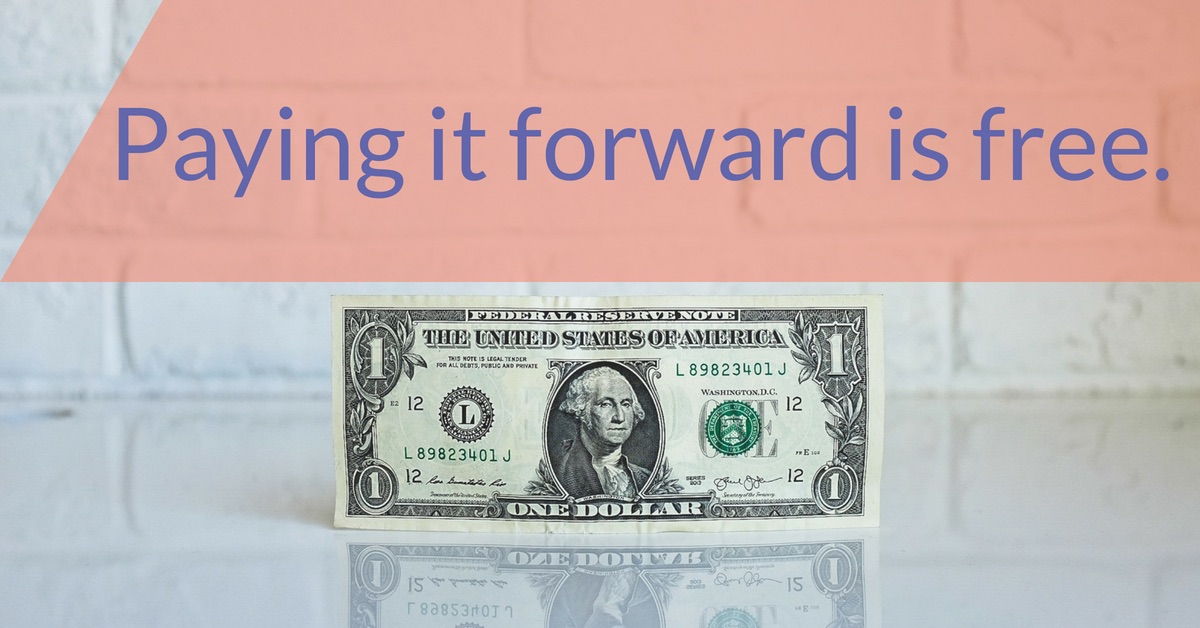 Paying it forward is free.
FEDERAL RESERVE NOTE
THE UNITED STATES OF AMERICA
THIS NOTE IS LEGAL TENDER
FOR ALL DEBTS, PUBLIC AND PRIVATE
L 89823401 J
WASHINGTON, D.C.
1
1
E2 12
L
ONE
12
L 89823401 J
12
SERIES
2013
12
Treasurer of the United States
Secretary of the Treasury
1
1
WASHINGTON
ONE DOLLAR